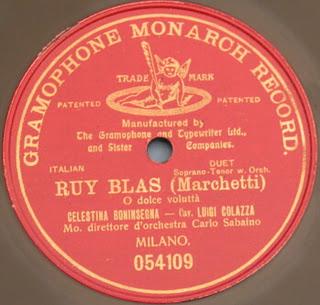 GRAMOPHONE MONARCH RECORD.
TRADE MARK
PATENTED PATENTED
Manufactured by
The Gramophone and Typewriter Ltd.,
and Sister Companies.
ITALIAN DUET
Soprano-Tenor w. Orch.
RUY BLAS (Marchetti)
O dolce voluttà
CELESTINA BONINSEGNA — Cav. LUIGI COLAZZA
Mo. direttore d'orchestra Carlo Sabaino
MILANO.
054109